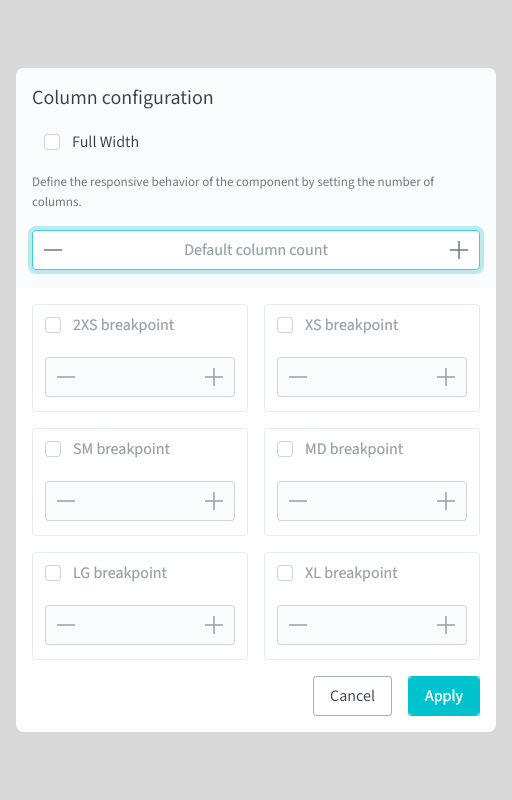 Column configuration
Full Width
Define the responsive behavior of the component by setting the number of
columns.
Default column count
2XS breakpoint
XS breakpoint
SM breakpoint
MD breakpoint
LG breakpoint
XL breakpoint
Cancel
Apply